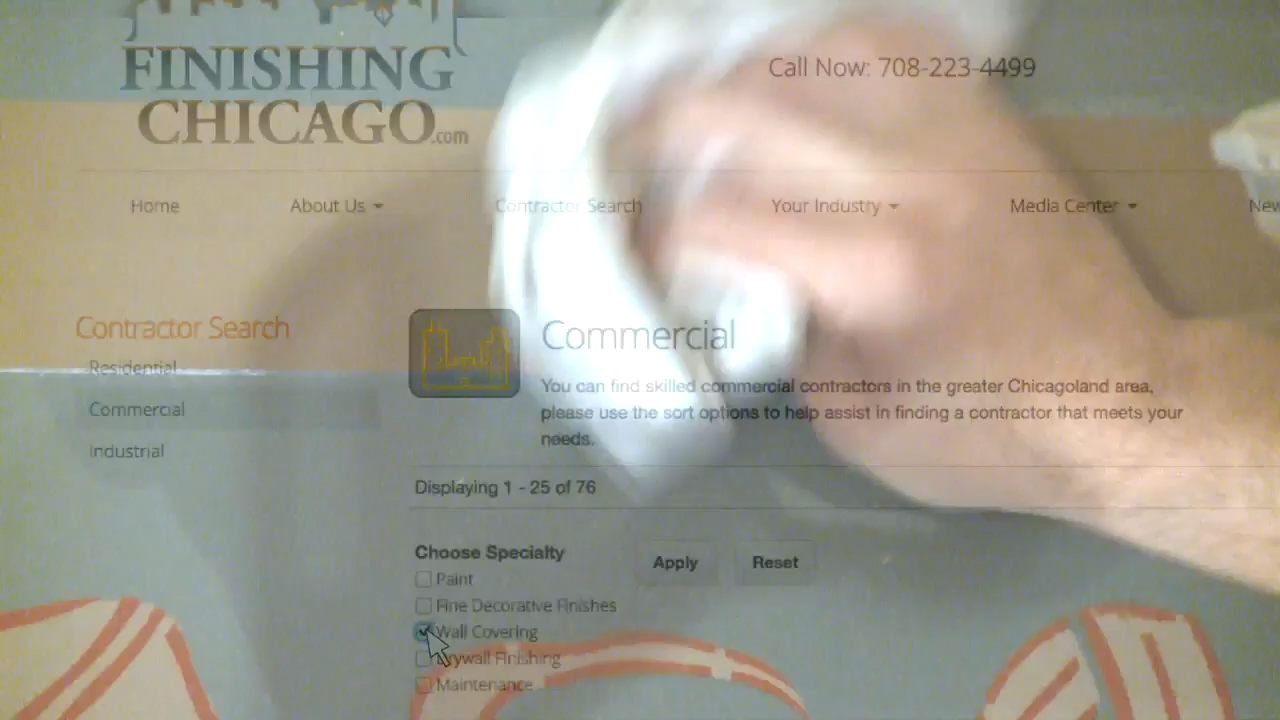 FINISHING
CHICAGO.com
Call Now: 708-223-4499
Home
About Us
Contractor Search
Your Industry
Media Center
Contractor Search
Residential
Commercial
Industrial
Commercial
You can find skilled commercial contractors in the greater Chicagoland area,
please use the sort options to help assist in finding a contractor that meets your
needs.
Displaying 1 - 25 of 76
Choose Specialty
Apply
Reset
Paint
Fine Decorative Finishes
Wall Covering
Drywall Finishing
Maintenance